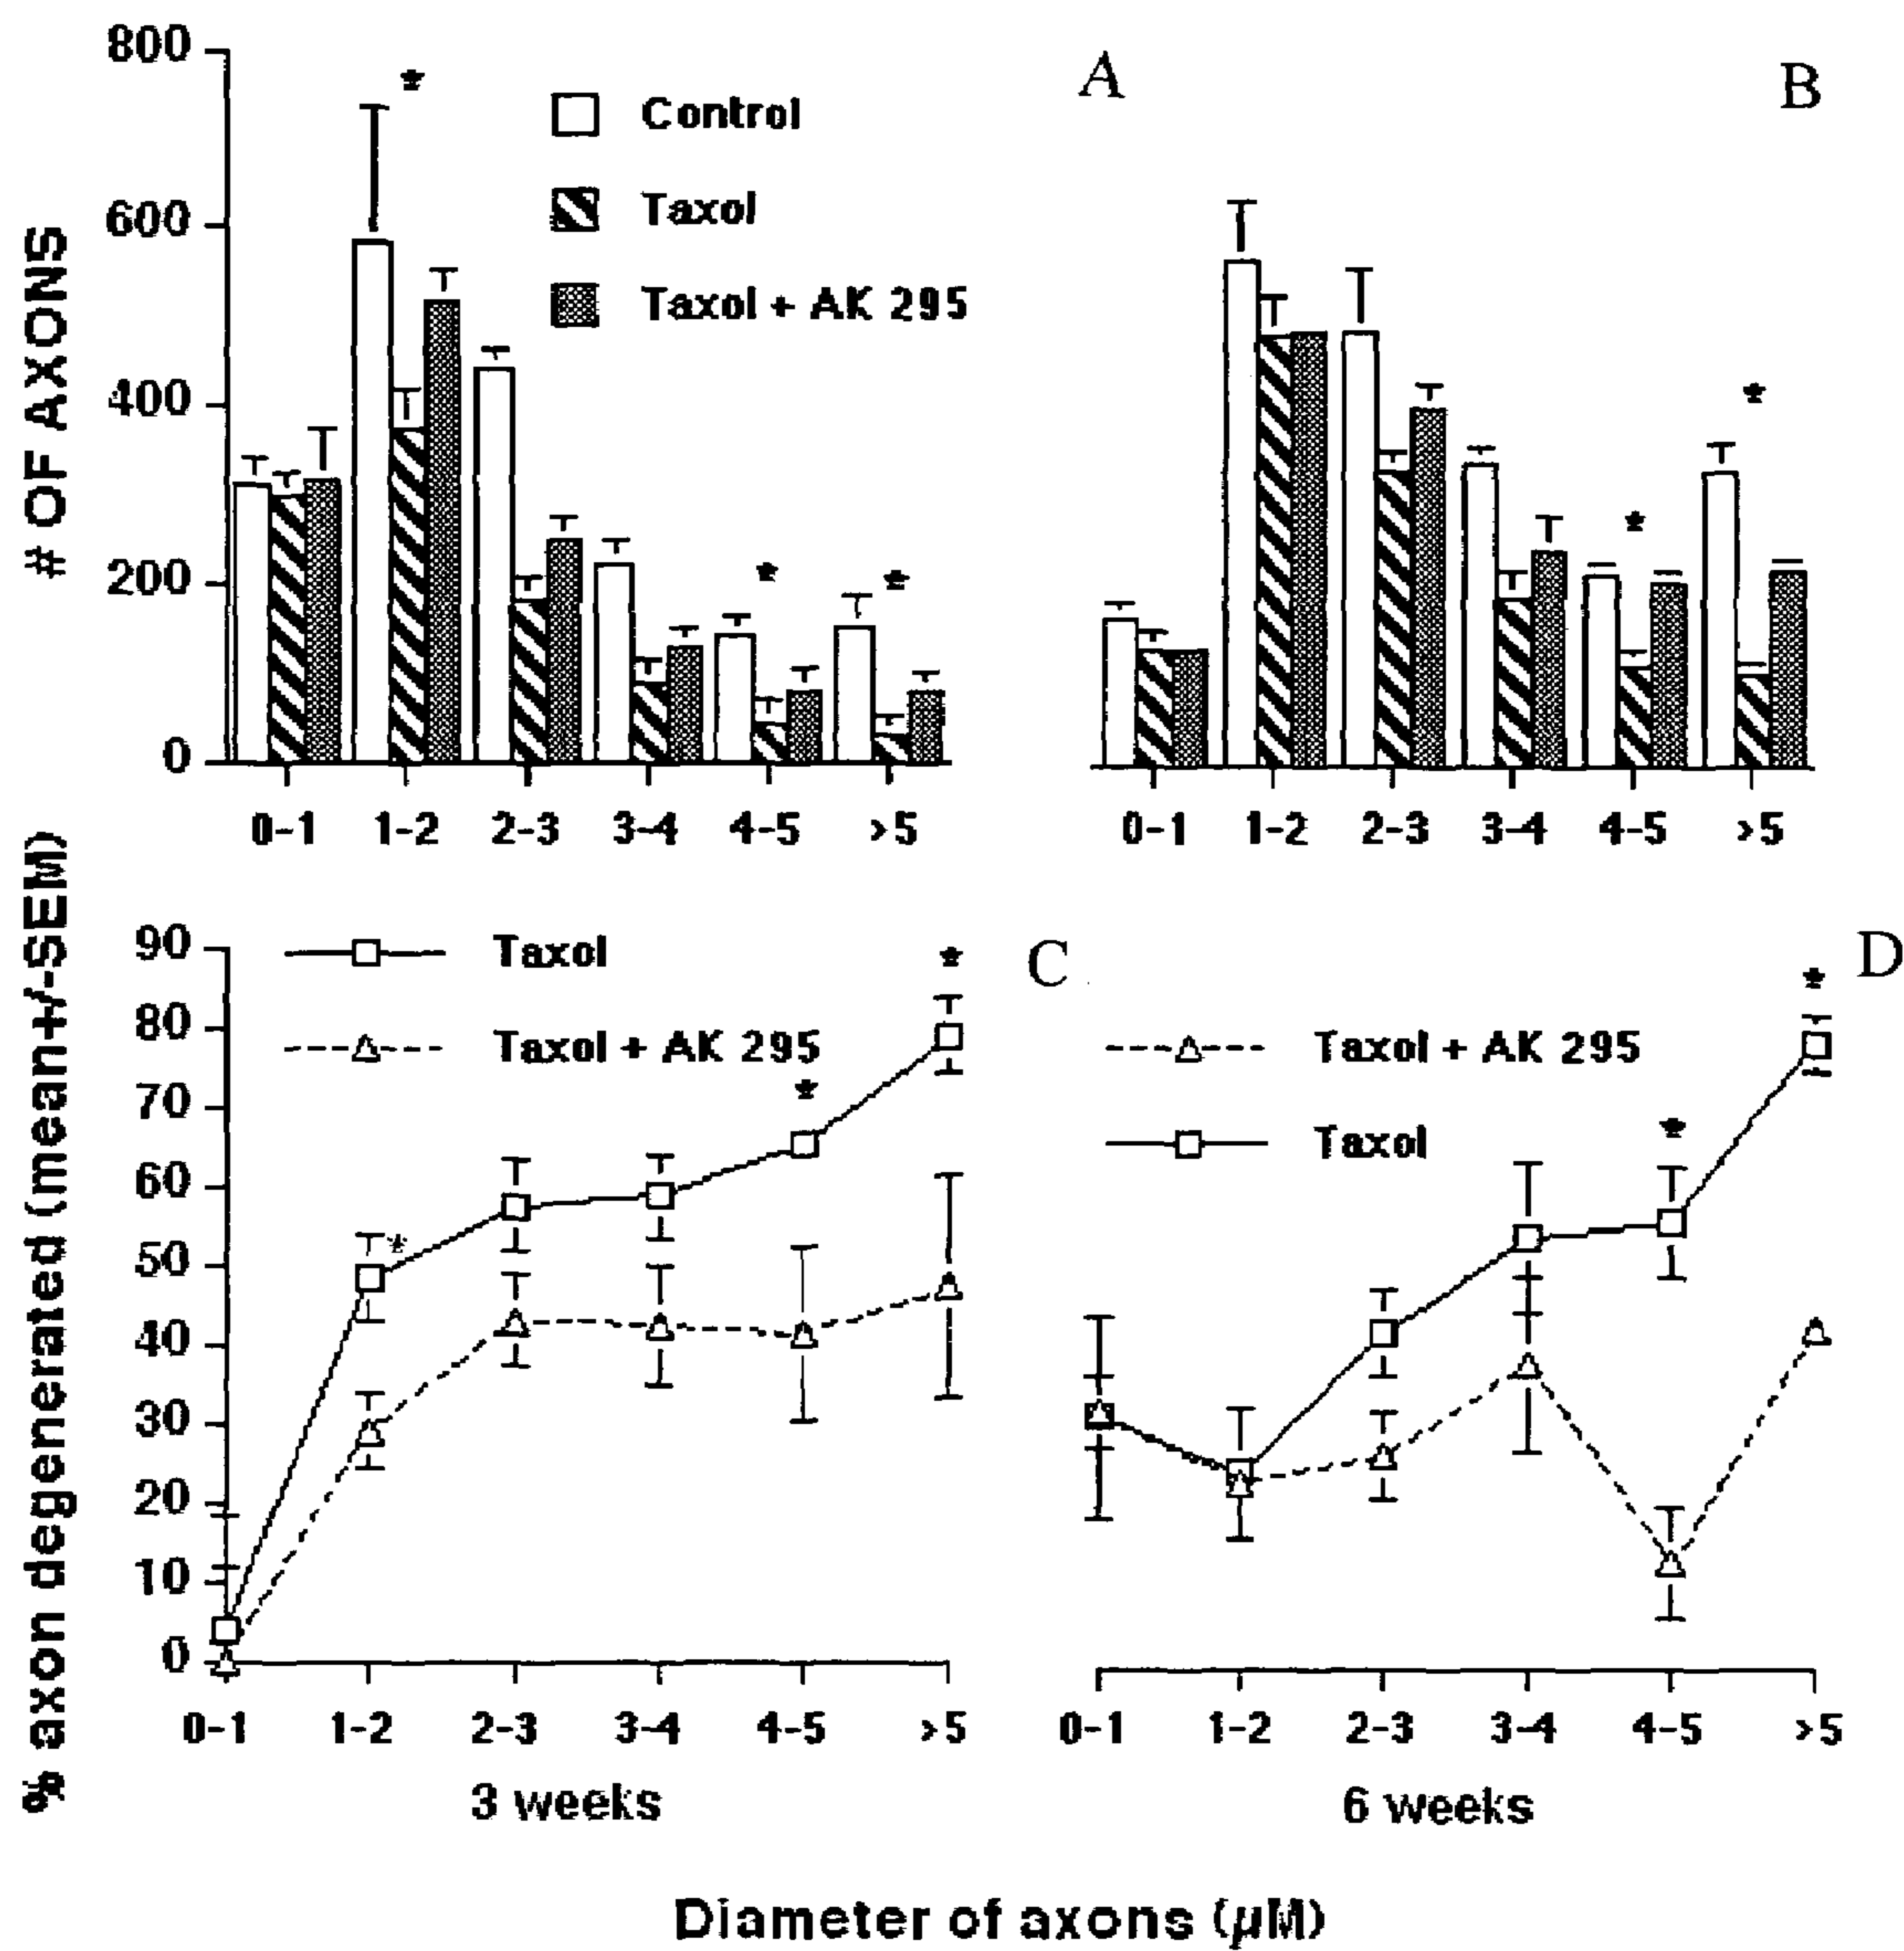 800
600
400
200
0
# OF AXONS
*
Control
Taxol
Taxol + AK 295
*
*
A
0-1 1-2 2-3 3-4 4-5 >5
B
*
*
0-1 1-2 2-3 3-4 4-5 >5
% axon degenerated (mean+/-SEM)
90
80
70
60
50
40
30
20
10
0
Taxol
Taxol + AK 295
*
*
*
C
0-1 1-2 2-3 3-4 4-5 >5
3 weeks
D
Taxol + AK 295
Taxol
*
*
0-1 1-2 2-3 3-4 4-5 >5
6 weeks
Diameter of axons (µM)